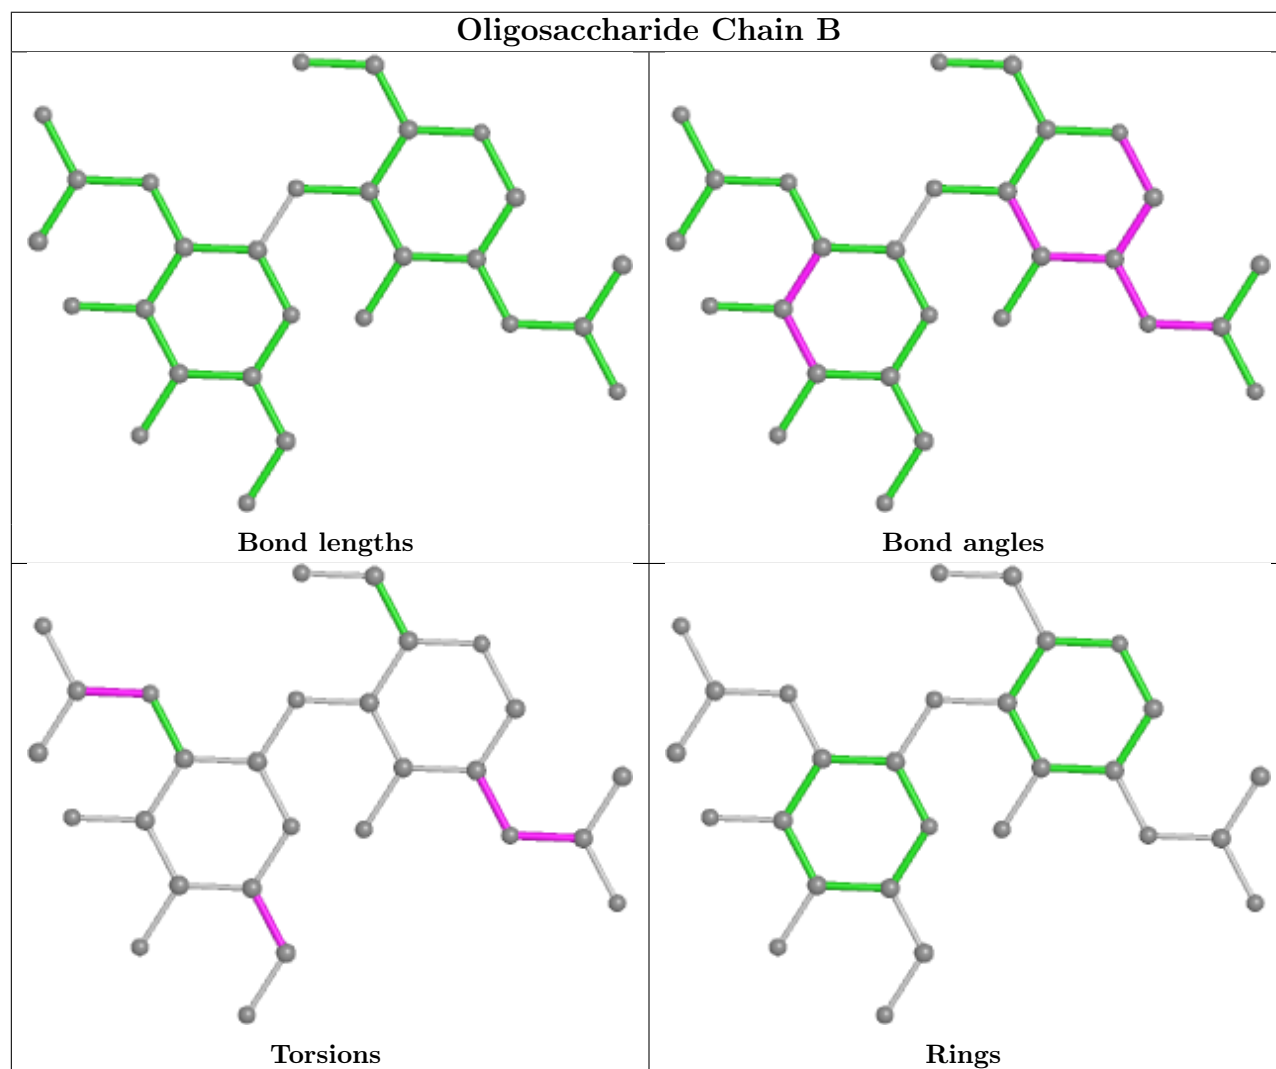 Oligosaccharide Chain B
Bond lengths
Bond angles
Torsions
Rings